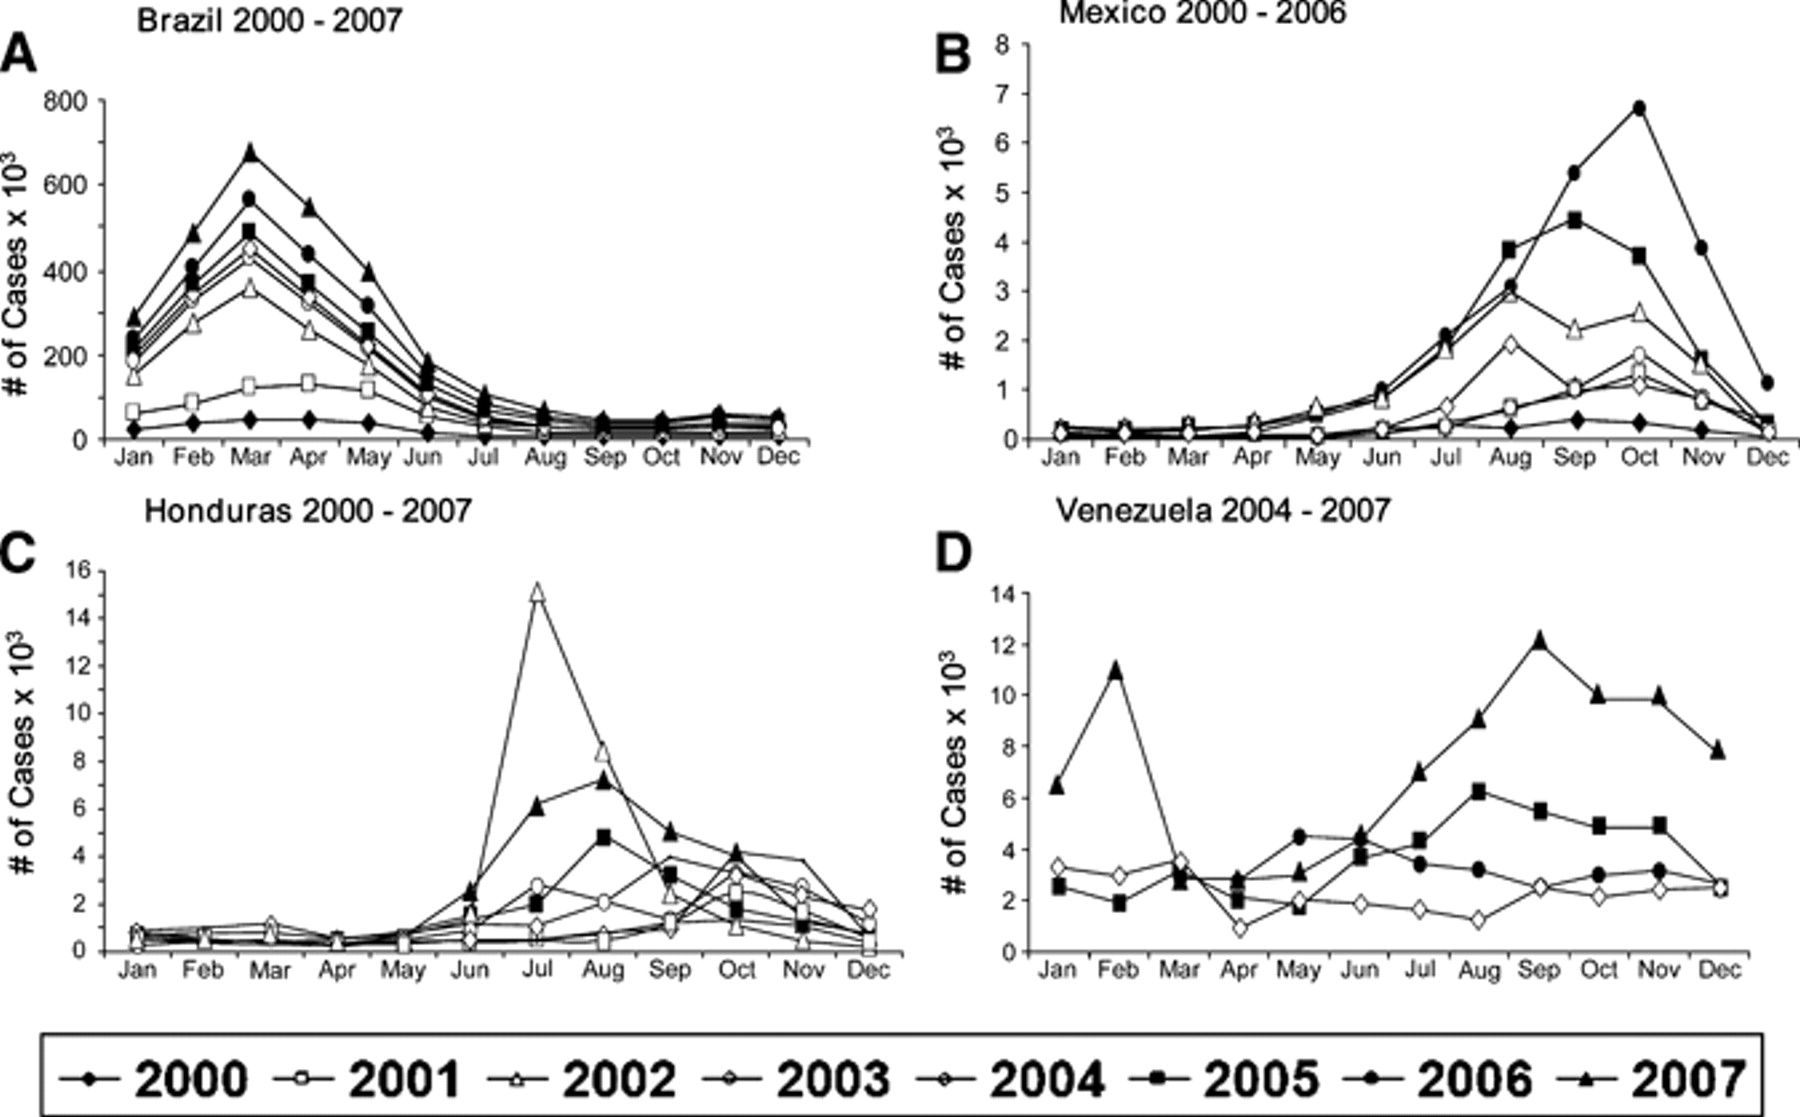 Brazil 2000 - 2007
A
# of Cases x 10³
800
600
400
200
0
Jan Feb Mar Apr May Jun Jul Aug Sep Oct Nov Dec
Mexico 2000 - 2006
B
# of Cases x 10³
8
7
6
5
4
3
2
1
0
Jan Feb Mar Apr May Jun Jul Aug Sep Oct Nov Dec
Honduras 2000 - 2007
C
# of Cases x 10³
16
14
12
10
8
6
4
2
0
Jan Feb Mar Apr May Jun Jul Aug Sep Oct Nov Dec
Venezuela 2004 - 2007
D
# of Cases x 10³
14
12
10
8
6
4
2
0
Jan Feb Mar Apr May Jun Jul Aug Sep Oct Nov Dec
2000 2001 2002 2003 2004 2005 2006 2007